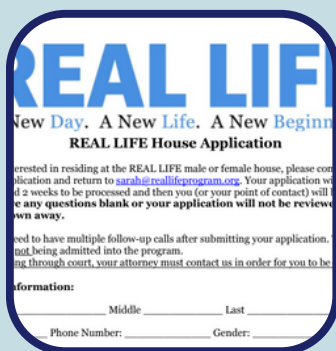 REAL LIF
New Day. A New Life. A New Beginn
REAL LIFE House Application
erested in residing at the REAL LIFE male or female house, please con
plication and return to sarah@reallifeprogram.org. Your application wi
d 2 weeks to be processed and then you (or your point of contact) will
e any questions blank or your application will not be reviewe
own away.
eed to have multiple follow-up calls after submitting your application.
not being admitted into the program.
ng through court, your attorney must contact us in order for you to be
formation:
Middle Last
Phone Number: Gender: